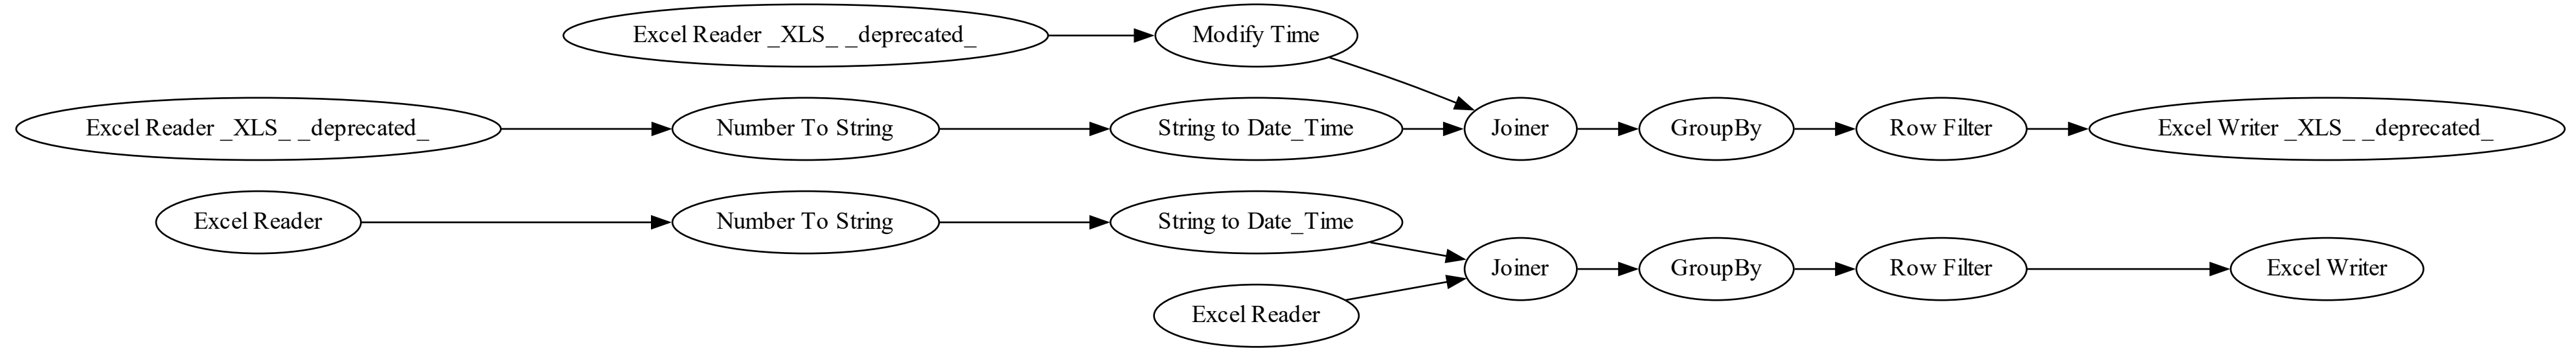 Excel Reader _XLS_ _deprecated_
Modify Time
Excel Reader _XLS_ _deprecated_
Number To String
String to Date_Time
Joiner
GroupBy
Row Filter
Excel Writer _XLS_ _deprecated_
Excel Reader
Number To String
String to Date_Time
Joiner
GroupBy
Row Filter
Excel Writer
Excel Reader